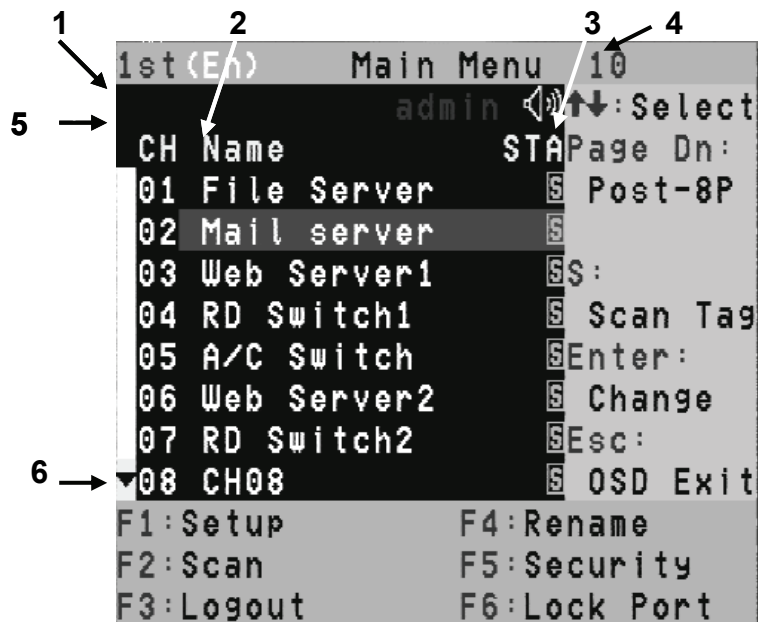 1 2 3 4
1st(En) Main Menu 10
admin ↑↓:Select
5
CH Name STA Page Dn:
01 File Server S Post-8P
02 Mail server S
03 Web Server1 S S:
04 RD Switch1 S Scan Tag
05 A/C Switch S Enter:
06 Web Server2 S Change
07 RD Switch2 S Esc:
6 ▼08 CH08 S OSD Exit
F1:Setup F4:Rename
F2:Scan F5:Security
F3:Logout F6:Lock Port